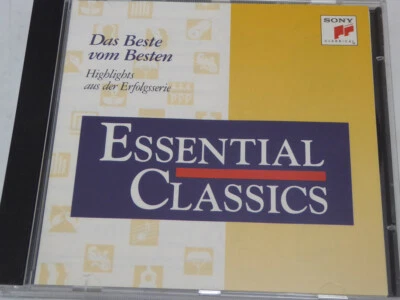 Das Beste
vom Besten
Highlights
aus der Erfolgsserie
SONY
CLASSICAL
ESSENTIAL
CLASSICS